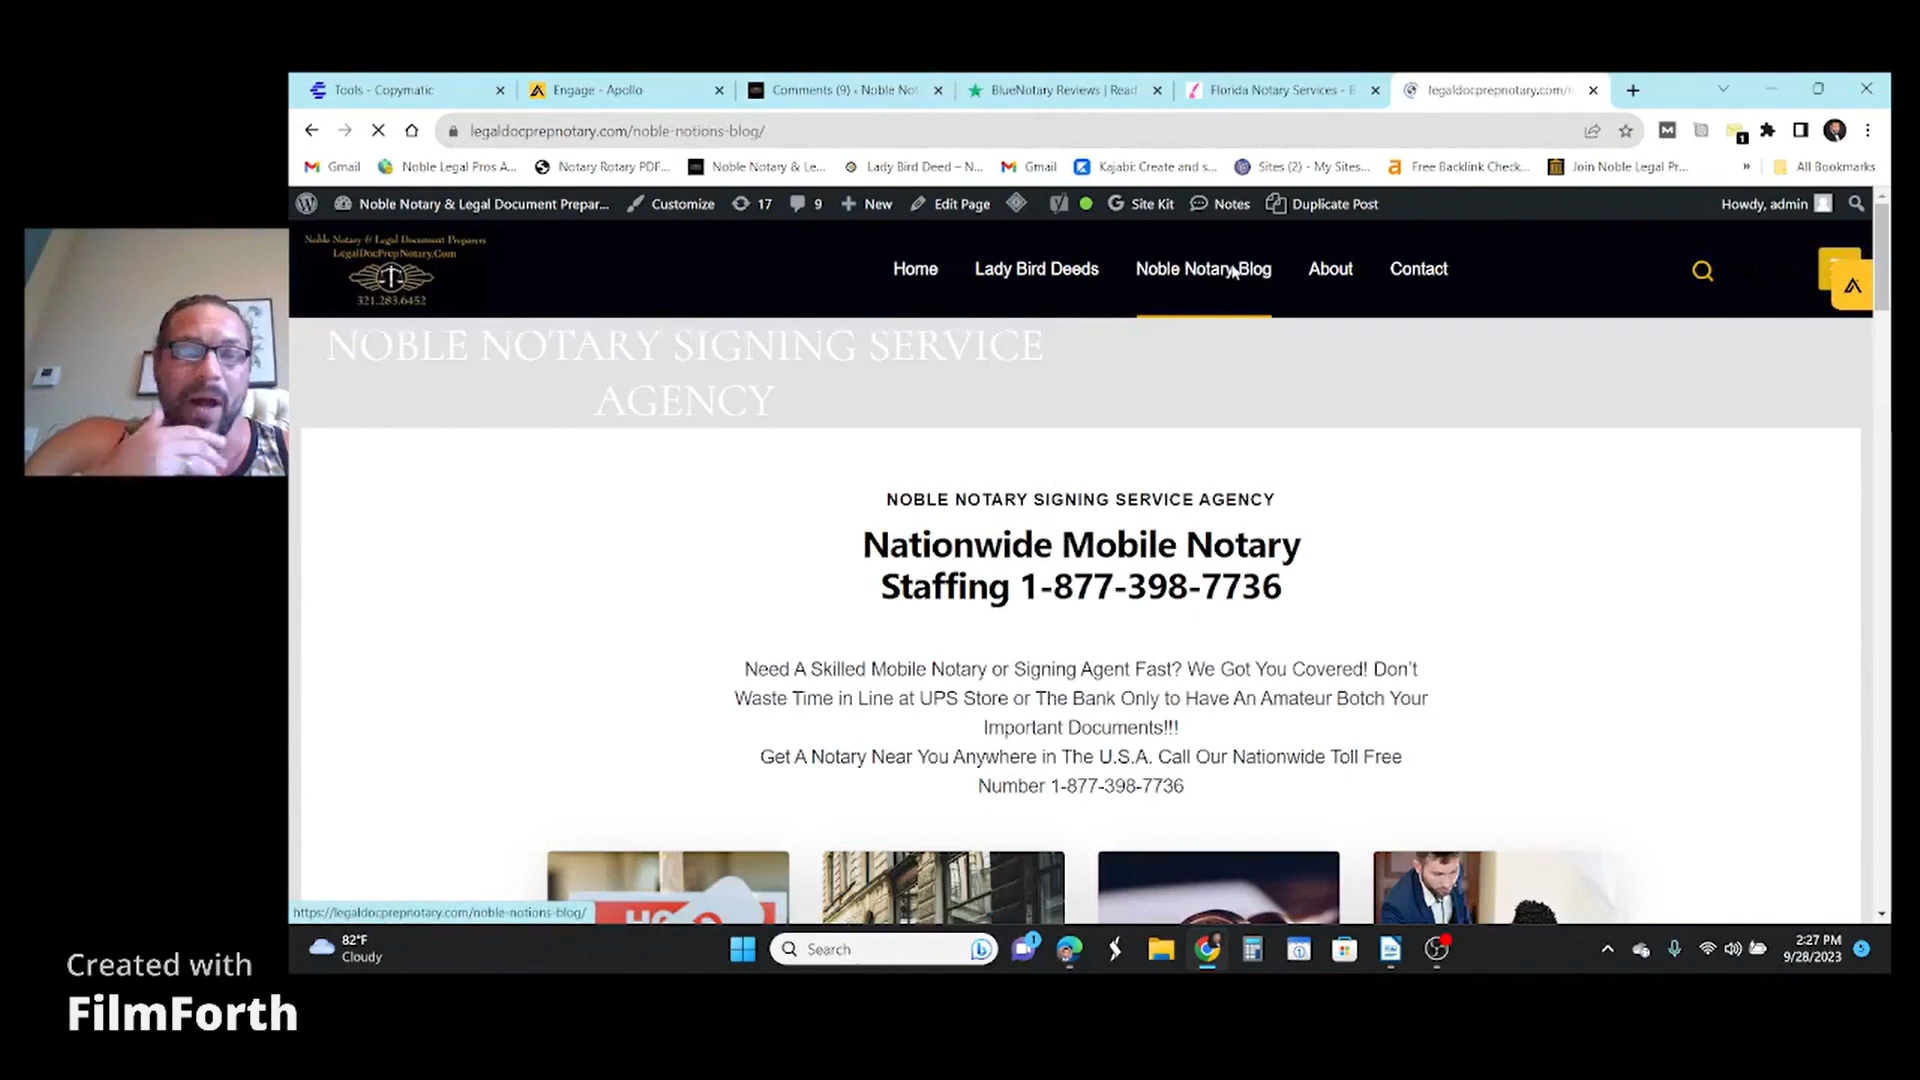 Tools - Copymatic
Engage - Apollo
Comments (9) ‹ Noble Not
BlueNotary Reviews | Read
Florida Notary Services - B
legaldocprepnotary.com/n
legaldocprepnotary.com/noble-notions-blog/
Gmail
Noble Legal Pros A...
Notary Rotary PDF...
Noble Notary & Le...
Lady Bird Deed – N...
Gmail
Kajabi: Create and s...
Sites (2) - My Sites...
Free Backlink Check...
Join Noble Legal Pr...
»
All Bookmarks
Noble Notary & Legal Document Prepar...
Customize
17
9
New
Edit Page
Site Kit
Notes
Duplicate Post
Howdy, admin
Noble Notary & Legal Document Preparers
LegalDocPrepNotary.Com
321.283.6452
Home
Lady Bird Deeds
Noble Notary Blog
About
Contact
NOBLE NOTARY SIGNING SERVICE
AGENCY
NOBLE NOTARY SIGNING SERVICE AGENCY
Nationwide Mobile Notary
Staffing 1-877-398-7736
Need A Skilled Mobile Notary or Signing Agent Fast? We Got You Covered! Don't
Waste Time in Line at UPS Store or The Bank Only to Have An Amateur Botch Your
Important Documents!!!
Get A Notary Near You Anywhere in The U.S.A. Call Our Nationwide Toll Free
Number 1-877-398-7736
https://legaldocprepnotary.com/noble-notions-blog/
82°F
Cloudy
Search
1
2:27 PM
9/28/2023
5
Created with
FilmForth